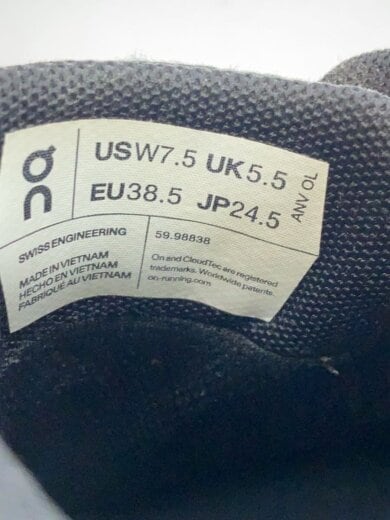 On
USW7.5 UK5.5
EU38.5 JP24.5
ANV OL
SWISS ENGINEERING
MADE IN VIETNAM
HECHO EN VIETNAM
FABRIQUÉ AU VIETNAM
59.98838
On and CloudTec are registered
trademarks. Worldwide patents.
on-running.com